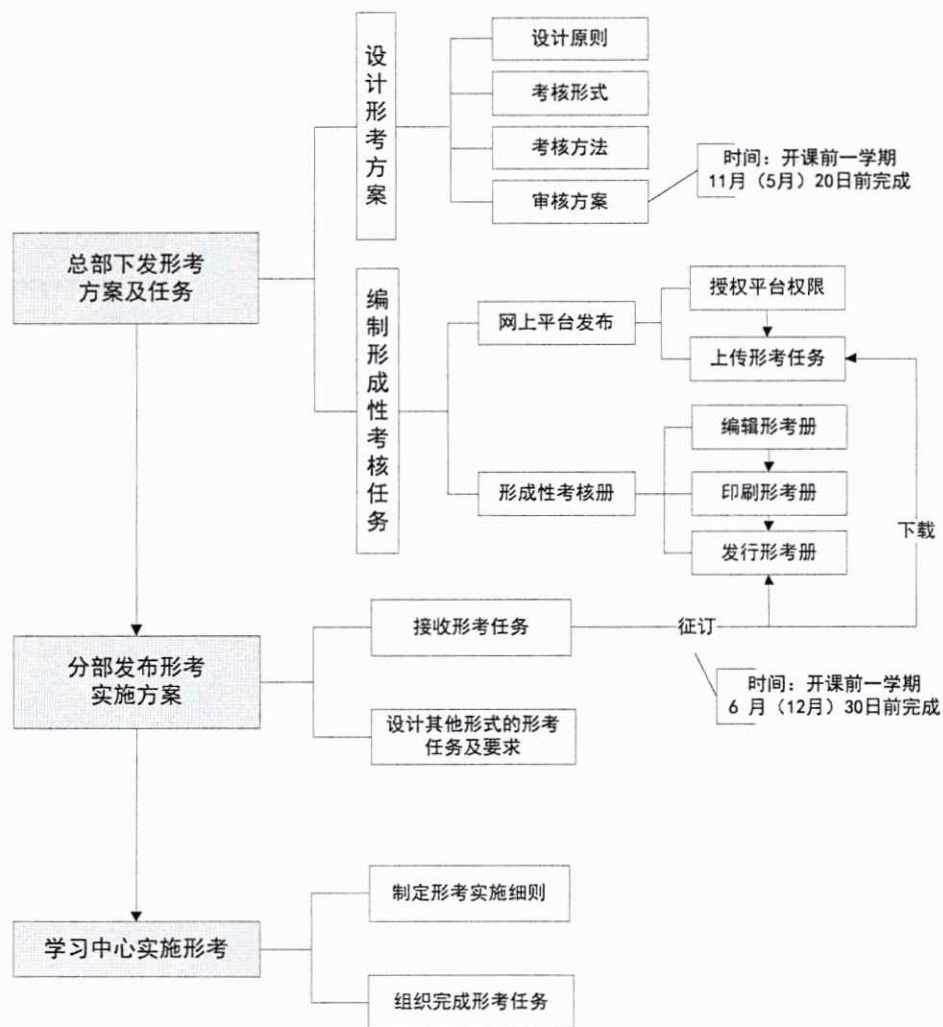 设计形考方案
设计原则
考核形式
考核方法
审核方案
时间：开课前一学期
11月（5月）20日前完成
总部下发形考
方案及任务
编制形成性考核任务
网上平台发布
授权平台权限
上传形考任务
形成性考核册
编辑形考册
印刷形考册
发行形考册
下载
分部发布形考
实施方案
接收形考任务
征订
时间：开课前一学期
6 月（12月）30日前完成
设计其他形式的形考
任务及要求
学习中心实施形考
制定形考实施细则
组织完成形考任务